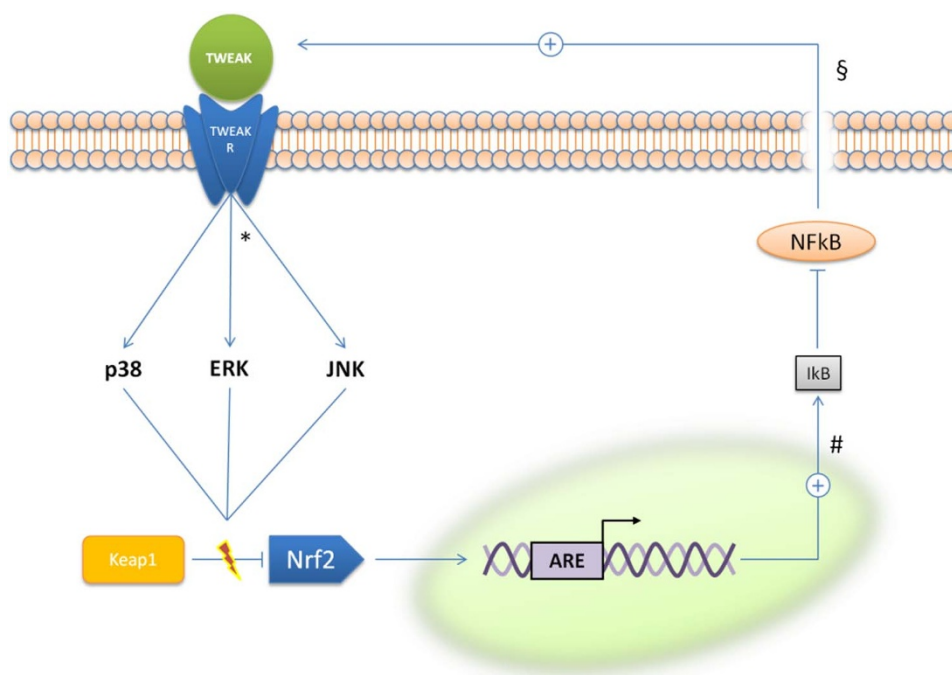 TWEAK
+
§
TWEAK
R
*
NFkB
p38
ERK
JNK
IkB
#
+
Keap1
Nrf2
ARE